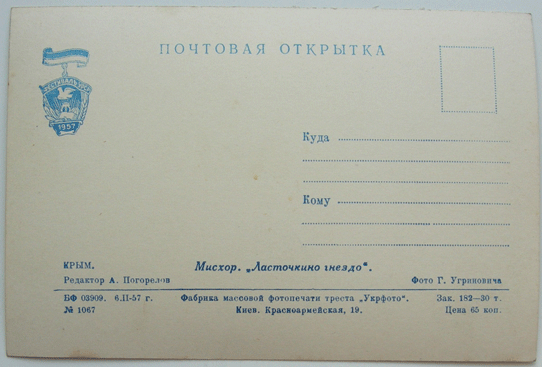 ПОЧТОВАЯ ОТКРЫТКА
1957
Куда
Кому
КРЫМ. Мисхор. „Ласточкино гнездо“.
Редактор А. Погорелов Фото Г. Угриновича
БФ 03909. 6.II-57 г. Фабрика массовой фотопечати треста „Укрфото“. Зак. 182—30 т.
№ 1067 Киев. Красноармейская, 19. Цена 65 коп.